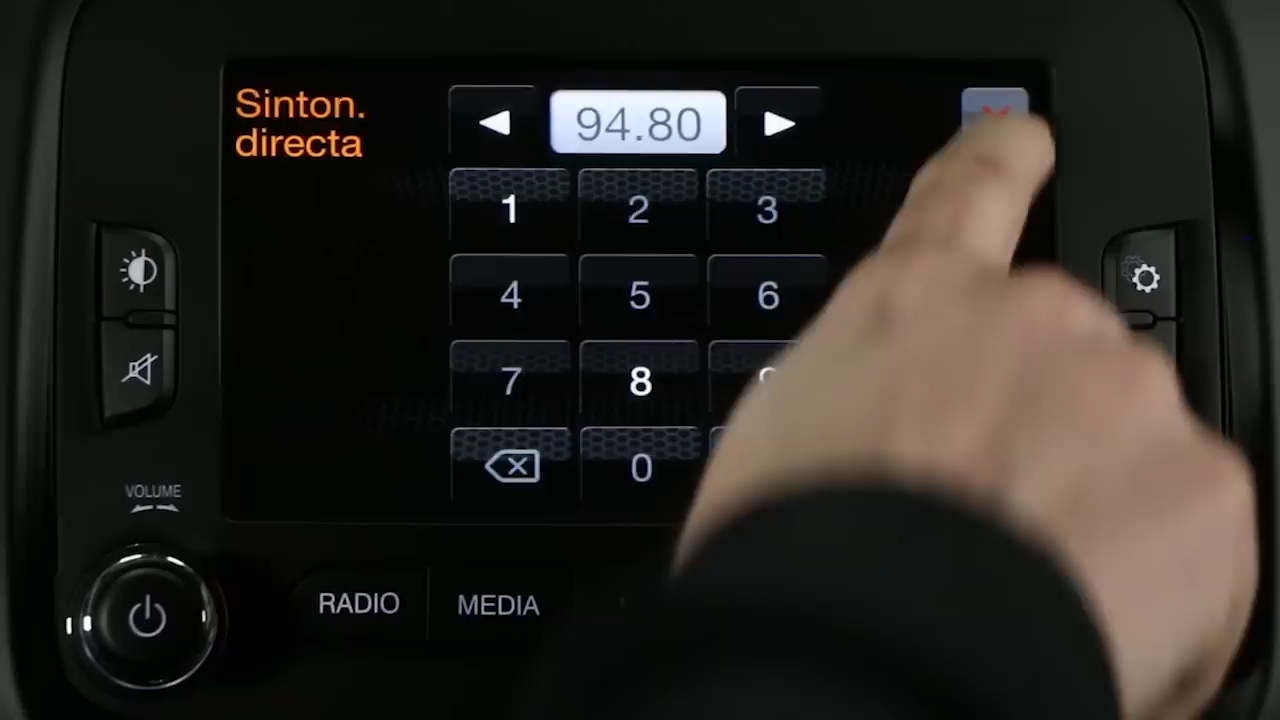 Sinton.
directa
94.80
1 2 3
4 5 6
7 8
0
VOLUME
RADIO MEDIA